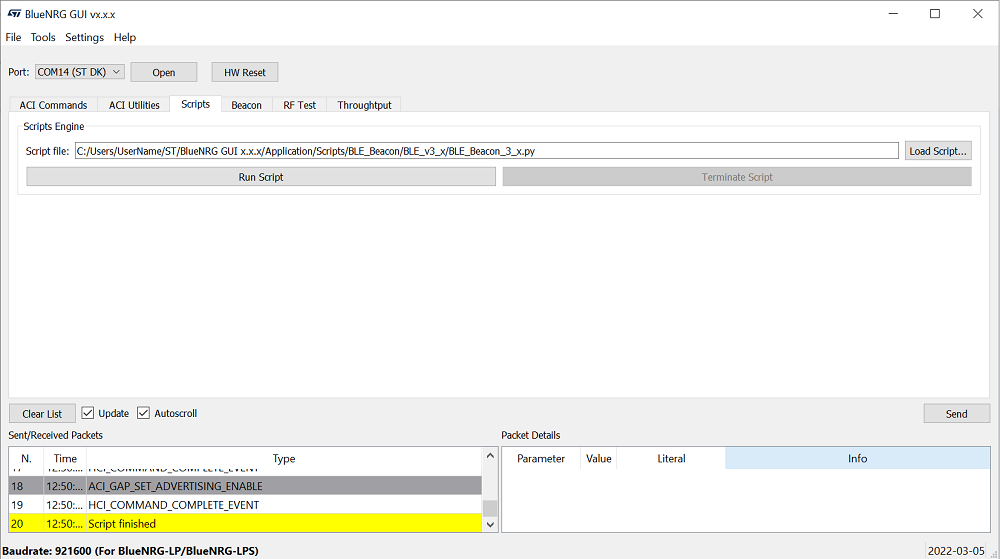 BlueNRG GUI vx.x.x
File Tools Settings Help
Port: COM14 (ST DK) Open HW Reset
ACI Commands ACI Utilities Scripts Beacon RF Test Throughtput
Scripts Engine
Script file: C:/Users/UserName/ST/BlueNRG GUI x.x.x/Application/Scripts/BLE_Beacon/BLE_v3_x/BLE_Beacon_3_x.py Load Script...
Run Script Terminate Script
Clear List Update Autoscroll Send
Sent/Received Packets Packet Details
N. Time Type Parameter Value Literal Info
17 12:50:... HCI_COMMAND_COMPLETE_EVENT
18 12:50:... ACI_GAP_SET_ADVERTISING_ENABLE
19 12:50:... HCI_COMMAND_COMPLETE_EVENT
20 12:50:... Script finished
Baudrate: 921600 (For BlueNRG-LP/BlueNRG-LPS) 2022-03-05